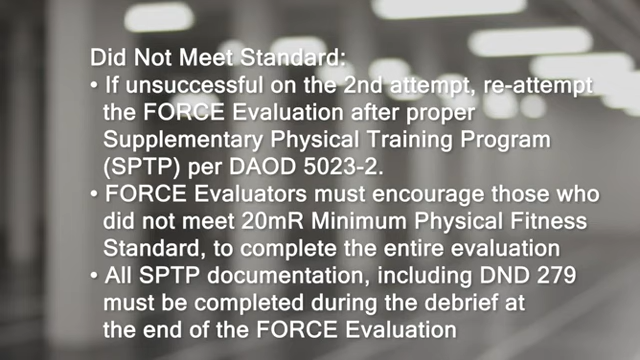 Did Not Meet Standard:
• If unsuccessful on the 2nd attempt, re-attempt
the FORCE Evaluation after proper
Supplementary Physical Training Program
(SPTP) per DAOD 5023-2.
• FORCE Evaluators must encourage those who
did not meet 20mR Minimum Physical Fitness
Standard, to complete the entire evaluation
• All SPTP documentation, including DND 279
must be completed during the debrief at
the end of the FORCE Evaluation